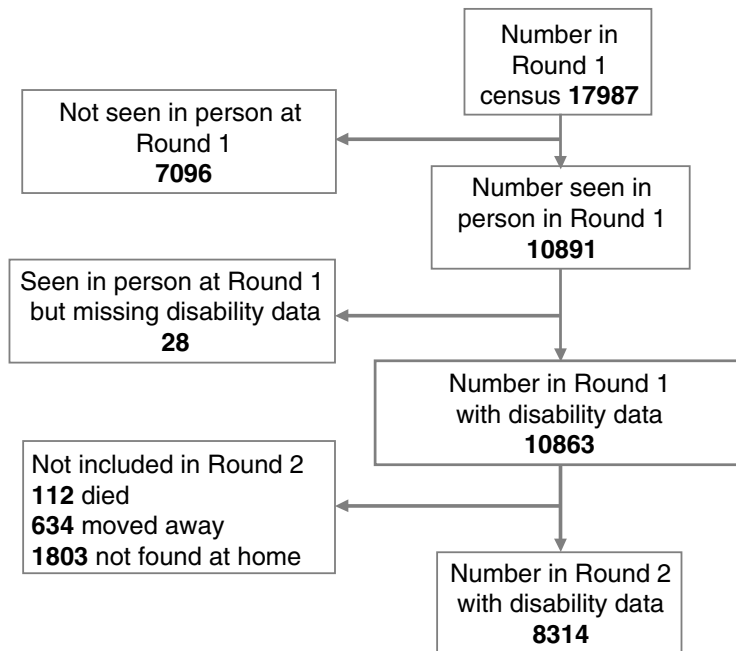 Number in
Round 1
census 17987
Not seen in person at
Round 1
7096
Number seen in
person in Round 1
10891
Seen in person at Round 1
but missing disability data
28
Number in Round 1
with disability data
10863
Not included in Round 2
112 died
634 moved away
1803 not found at home
Number in Round 2
with disability data
8314